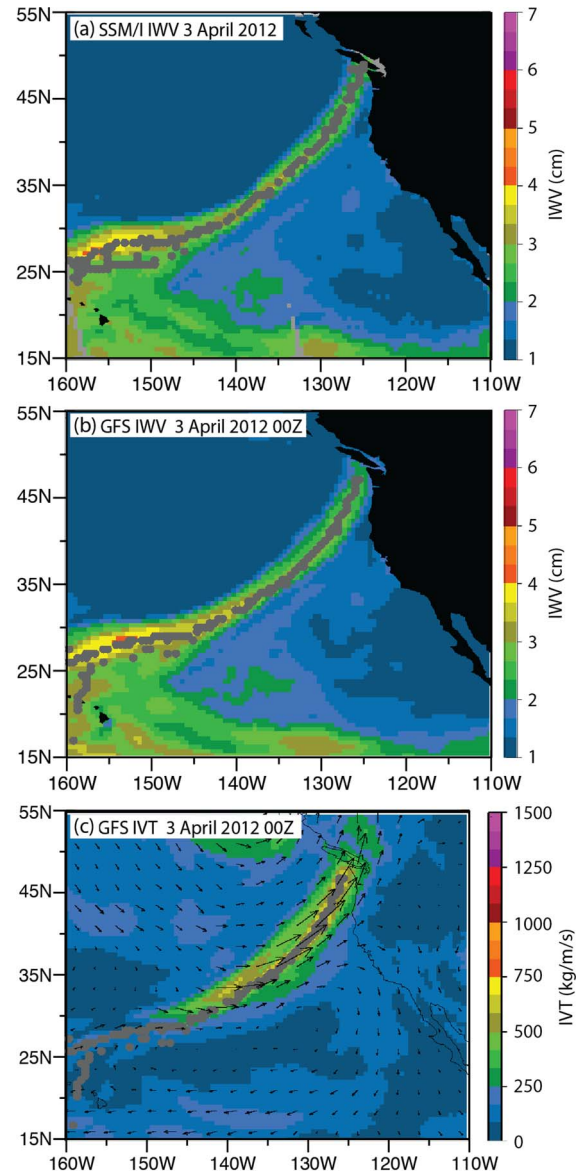 (a) SSM/I IWV 3 April 2012
55N
45N
35N
25N
15N
160W 150W 140W 130W 120W 110W
7
6
5
4
3
2
1
IWV (cm)
(b) GFS IWV 3 April 2012 00Z
55N
45N
35N
25N
15N
160W 150W 140W 130W 120W 110W
7
6
5
4
3
2
1
IWV (cm)
(c) GFS IVT 3 April 2012 00Z
55N
45N
35N
25N
15N
160W 150W 140W 130W 120W 110W
1500
1250
1000
750
500
250
0
IVT (kg/m/s)